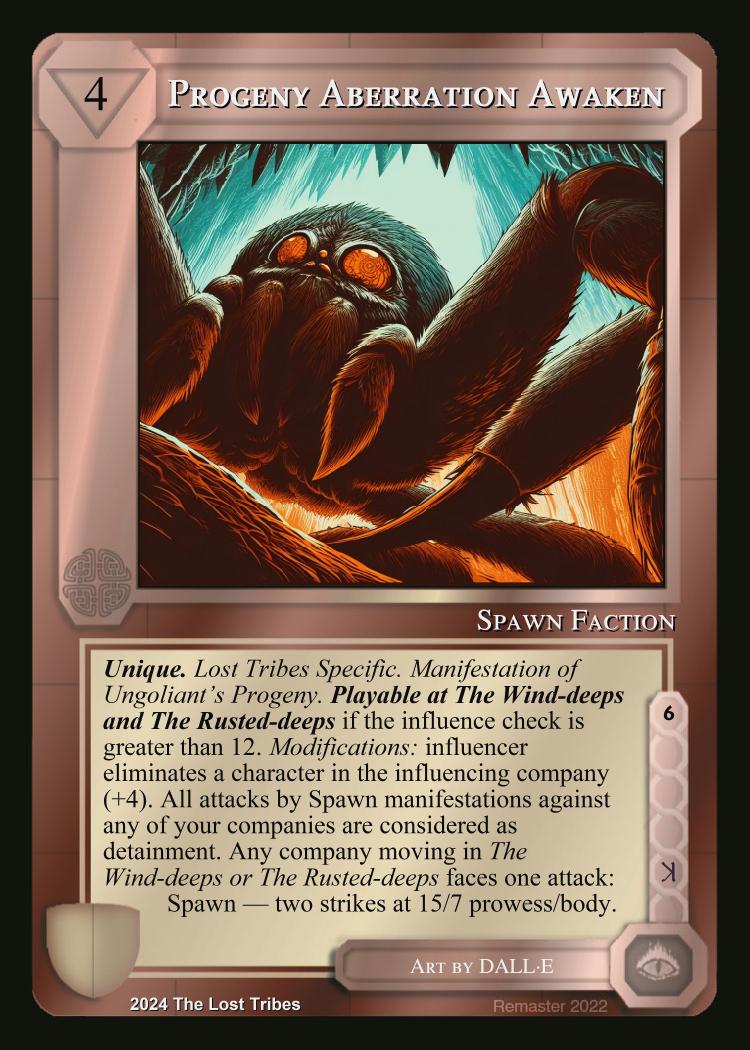 4
Progeny Aberration Awaken
Spawn Faction
Unique. Lost Tribes Specific. Manifestation of
Ungoliant's Progeny. Playable at The Wind-deeps
and The Rusted-deeps if the influence check is
greater than 12. Modifications: influencer
eliminates a character in the influencing company
(+4). All attacks by Spawn manifestations against
any of your companies are considered as
detainment. Any company moving in The
Wind-deeps or The Rusted-deeps faces one attack:
Spawn — two strikes at 15/7 prowess/body.
6
Art by DALL·E
2024 The Lost Tribes
Remaster 2022